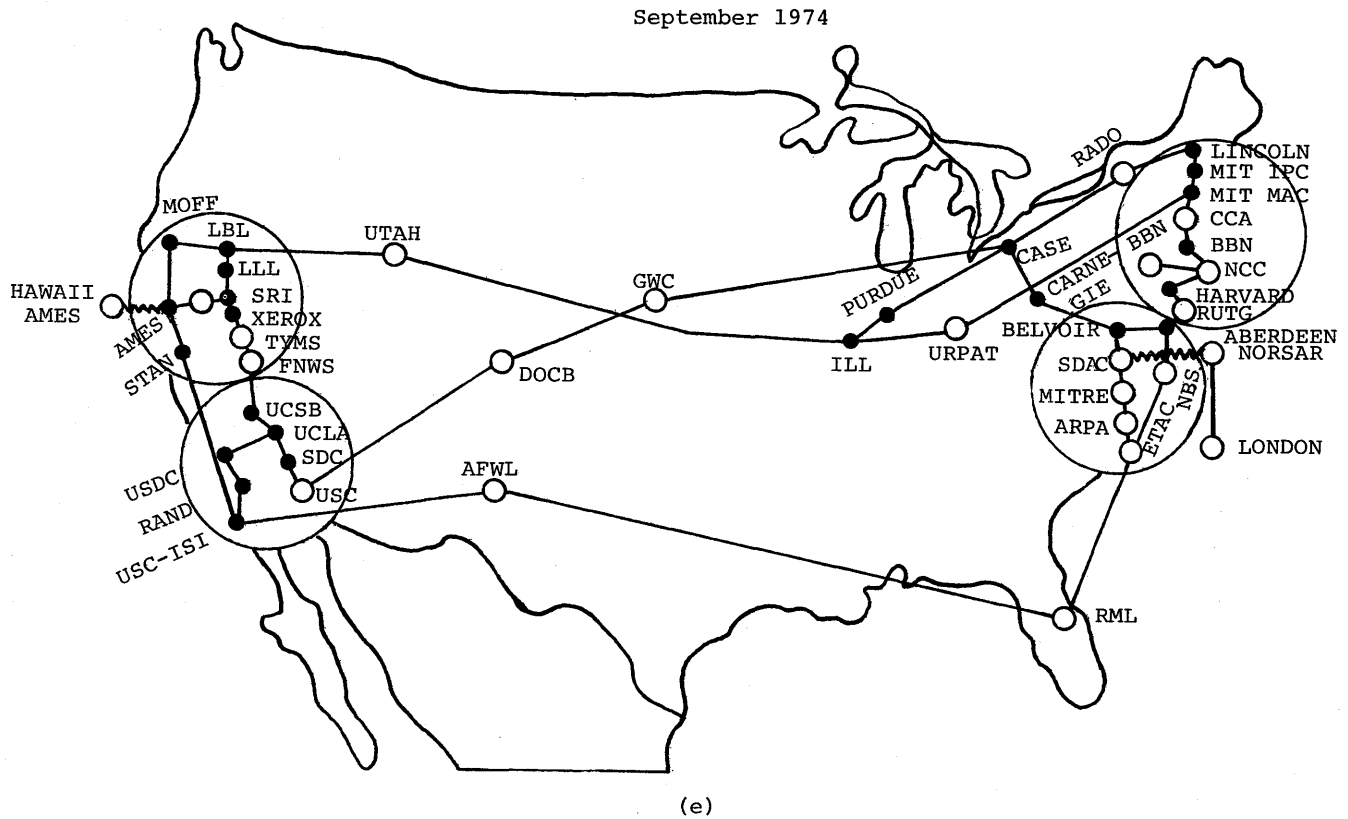 September 1974
RADO
LINCOLN
MIT IPC
MIT MAC
CCA
BBN
BBN
NCC
HARVARD
RUTG
ABERDEEN
NORSAR
MOFF
LBL
LLL
SRI
XEROX
TYMS
FNWS
HAWAII
AMES
AMES
STAN
UTAH
GWC
DOCB
CASE
CARNE
GIE
PURDUE
ILL
URPAT
BELVOIR
SDAC
MITRE
ARPA
ETAC
NBS
LONDON
UCSB
UCLA
SDC
USC
USDC
RAND
USC-ISI
AFWL
RML
(e)